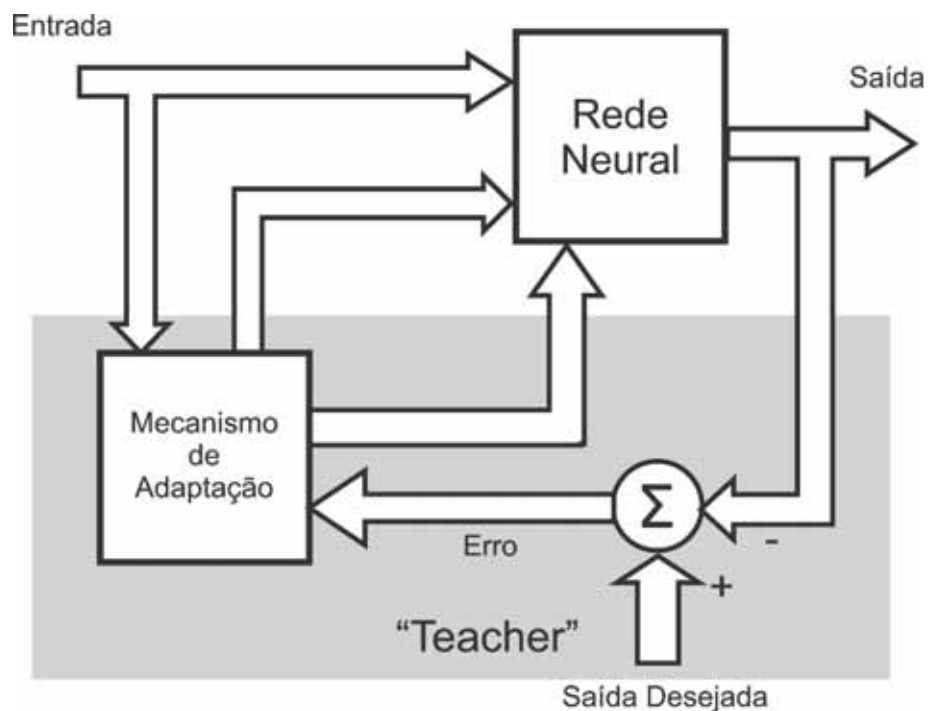 Entrada
Saída
Rede
Neural
Mecanismo
de
Adaptação
Σ
Erro
-
+
“Teacher”
Saída Desejada